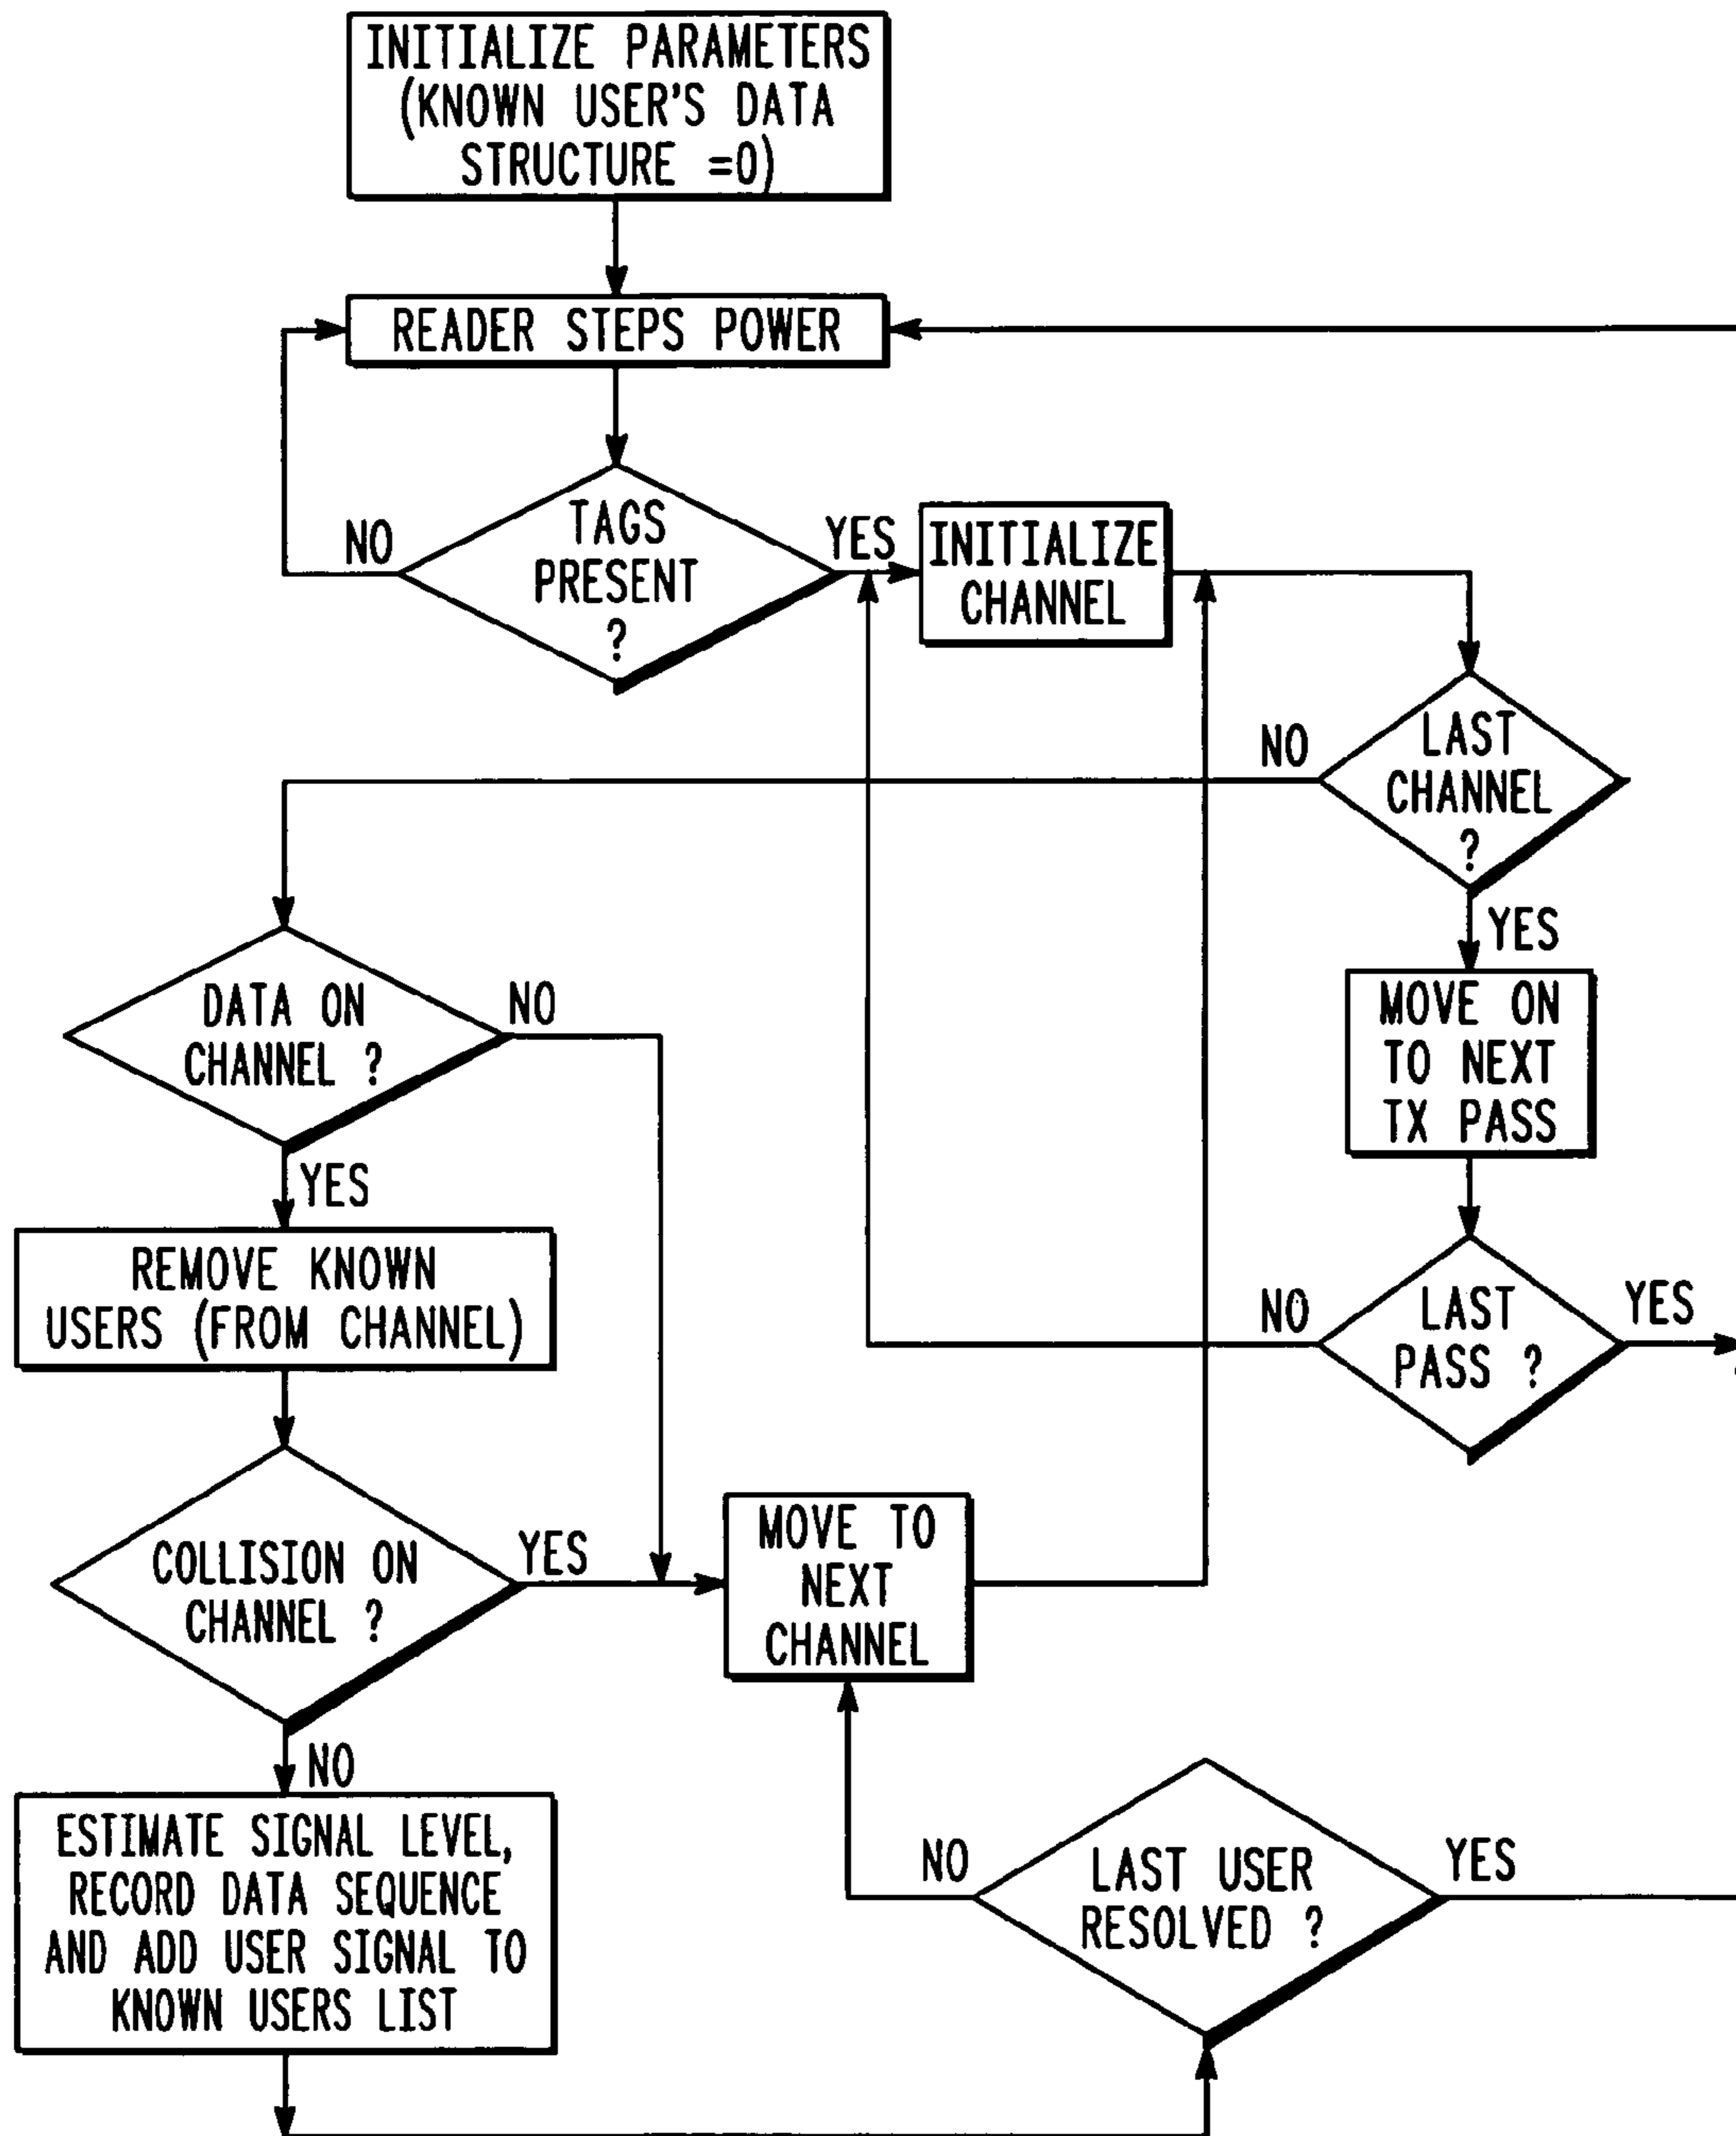 INITIALIZE PARAMETERS
(KNOWN USER'S DATA
STRUCTURE =0)
READER STEPS POWER
TAGS
PRESENT
?
NO
YES
INITIALIZE
CHANNEL
LAST
CHANNEL
?
NO
YES
MOVE ON
TO NEXT
TX PASS
DATA ON
CHANNEL ?
NO
YES
REMOVE KNOWN
USERS (FROM CHANNEL)
LAST
PASS ?
NO
YES
COLLISION ON
CHANNEL ?
YES
NO
MOVE TO
NEXT
CHANNEL
ESTIMATE SIGNAL LEVEL,
RECORD DATA SEQUENCE
AND ADD USER SIGNAL TO
KNOWN USERS LIST
LAST USER
RESOLVED ?
NO
YES